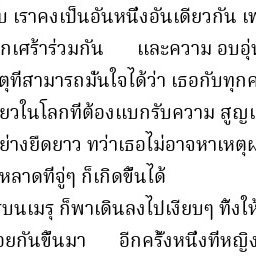 บ เราคงเป็นอันหนึ่งอันเดียวกัน เพ
กเศร้าร่วมกัน และความ อบอุ่
ตุที่สามารถมั่นใจได้ว่า เธอกับทุกค
ยวในโลกที่ต้องแบกรับความ สูญเ
ย่างยืดยาว ทว่าเธอไม่อาจหาเหตุผ
หลาดที่จู่ๆ ก็เกิดขึ้นได้
บนเมรุ ก็พาเดินลงไปเงียบๆ ทิ้งให้
อยกันขึ้นมา อีกครั้งหนึ่งที่หญิง